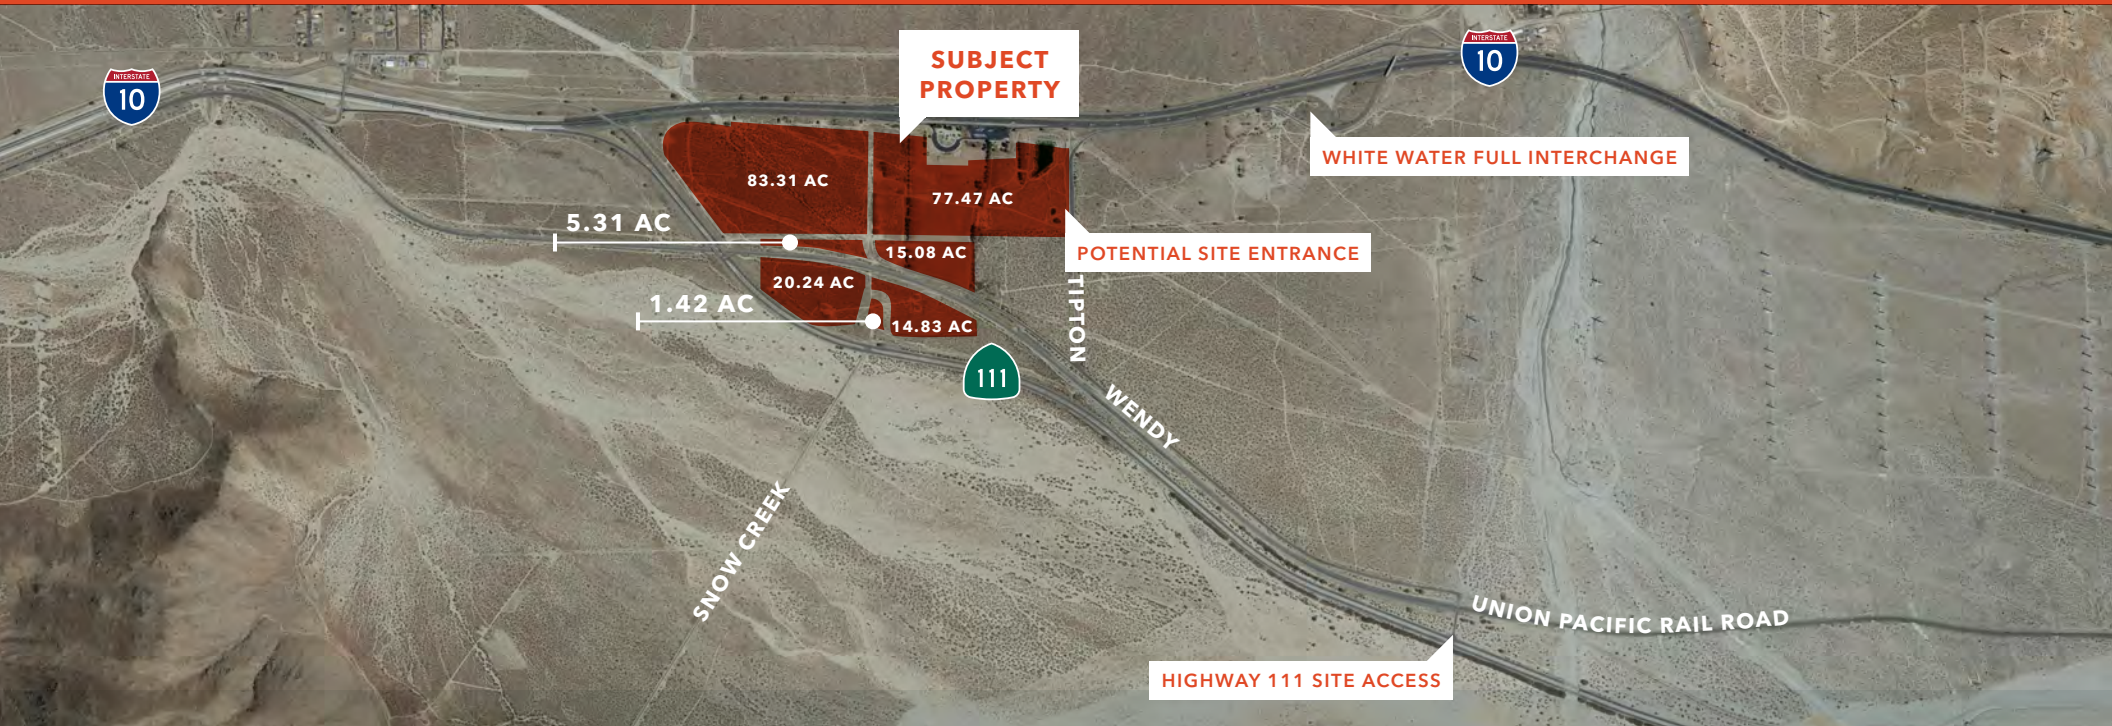 INTERSTATE
10
SUBJECT
PROPERTY
INTERSTATE
10
WHITE WATER FULL INTERCHANGE
83.31 AC
77.47 AC
5.31 AC
15.08 AC
POTENTIAL SITE ENTRANCE
20.24 AC
1.42 AC
14.83 AC
TIPTON
111
WENDY
SNOW CREEK
UNION PACIFIC RAIL ROAD
HIGHWAY 111 SITE ACCESS